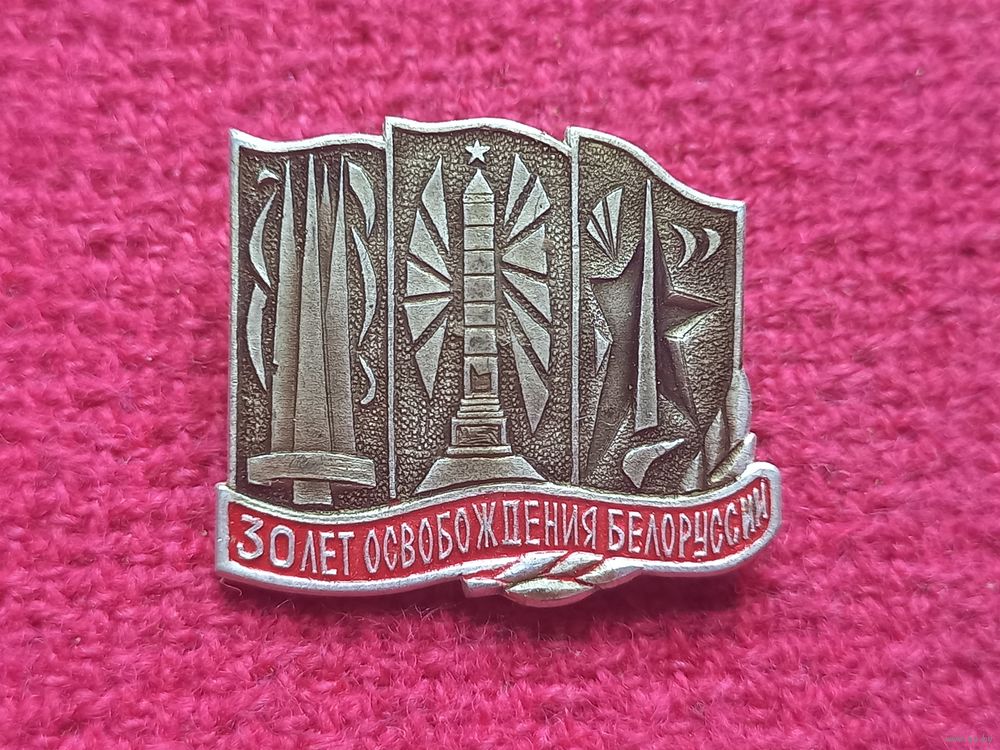 30 ЛЕТ ОСВОБОЖДЕНИЯ БЕЛОРУССИИ